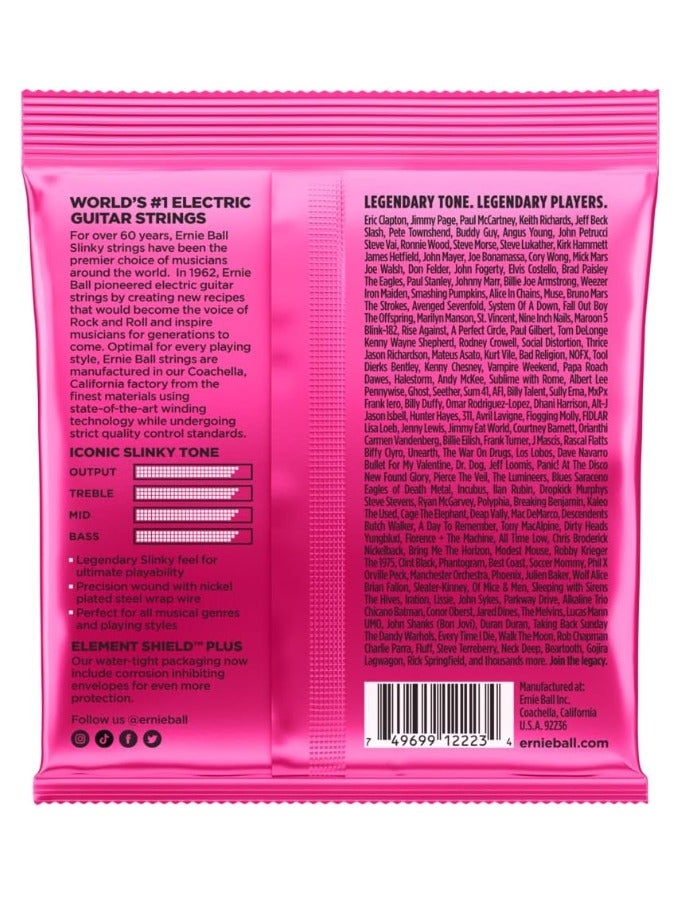 WORLD'S #1 ELECTRIC
GUITAR STRINGS
For over 60 years, Ernie Ball
Slinky strings have been the
premier choice of musicians
around the world. In 1962, Ernie
Ball pioneered electric guitar
strings by creating new recipes
that would become the voice of
Rock and Roll and inspire
musicians for generations to
come. Optimal for every playing
style, Ernie Ball strings are
manufactured in our Coachella,
California factory from the
finest materials using
state-of-the-art winding
technology while undergoing
strict quality control standards.
ICONIC SLINKY TONE
OUTPUT
TREBLE
MID
BASS
Legendary Slinky feel for
ultimate playability
Precision wound with nickel
plated steel wrap wire
Perfect for all musical genres
and playing styles
ELEMENT SHIELD™ PLUS
Our water-tight packaging now
include corrosion inhibiting
envelopes for even more
protection.
Follow us @ernieball
LEGENDARY TONE. LEGENDARY PLAYERS.
Eric Clapton, Jimmy Page, Paul McCartney, Keith Richards, Jeff Beck
Slash, Pete Townshend, Buddy Guy, Angus Young, John Petrucci
Steve Vai, Ronnie Wood, Steve Morse, Steve Lukather, Kirk Hammett
James Hetfield, John Mayer, Joe Bonamassa, Cory Wong, Mick Mars
Joe Walsh, Don Felder, John Fogerty, Elvis Costello, Brad Paisley
The Eagles, Paul Stanley, Johnny Marr, Billie Joe Armstrong, Weezer
Iron Maiden, Smashing Pumpkins, Alice In Chains, Muse, Bruno Mars
The Strokes, Avenged Sevenfold, System Of A Down, Fall Out Boy
The Offspring, Marilyn Manson, St. Vincent, Nine Inch Nails, Maroon 5
Blink-182, Rise Against, A Perfect Circle, Paul Gilbert, Tom DeLonge
Kenny Wayne Shepherd, Rodney Crowell, Social Distortion, Thrice
Jason Richardson, Mateus Asato, Kurt Vile, Bad Religion, NOFX, Tool
Dierks Bentley, Kenny Chesney, Vampire Weekend, Papa Roach
Dawes, Halestorm, Andy McKee, Sublime with Rome, Albert Lee
Pennywise, Ghost, Seether, Sum 41, AFI, Billy Talent, Sully Erna, MxPx
Frank Iero, Billy Duffy, Omar Rodriguez-Lopez, Dhani Harrison, Alt-J
Jason Isbell, Hunter Hayes, 311, Avril Lavigne, Flogging Molly, FIDLAR
Lisa Loeb, Jenny Lewis, Jimmy Eat World, Courtney Barnett, Orianthi
Carmen Vandenberg, Billie Eilish, Frank Turner, J Mascis, Rascal Flatts
Biffy Clyro, Unearth, The War On Drugs, Los Lobos, Dave Navarro
Bullet For My Valentine, Dr. Dog, Jeff Loomis, Panic! At The Disco
New Found Glory, Pierce The Veil, The Lumineers, Blues Saraceno
Eagles of Death Metal, Incubus, Ilan Rubin, Dropkick Murphys
Steve Stevens, Ryan McGarvey, Polyphia, Breaking Benjamin, Kaleo
The Used, Cage The Elephant, Deap Vally, Mac DeMarco, Descendents
Butch Walker, A Day To Remember, Tony MacAlpine, Dirty Heads
Yungblud, Florence + The Machine, All Time Low, Chris Broderick
Nickelback, Bring Me The Horizon, Modest Mouse, Robby Krieger
The 1975, Clint Black, Phantogram, Best Coast, Soccer Mommy, Phil X
Orville Peck, Manchester Orchestra, Phoenix, Julien Baker, Wolf Alice
Brian Fallon, Sleater-Kinney, Of Mice & Men, Sleeping with Sirens
The Hives, Iration, Lissie, John Sykes, Parkway Drive, Alkaline Trio
Chicano Batman, Conor Oberst, Jared Dines, The Melvins, Lucas Mann
UMO, John Shanks (Bon Jovi), Duran Duran, Taking Back Sunday
The Dandy Warhols, Every Time I Die, Walk The Moon, Rob Chapman
Charlie Parra, Fluff, Steve Terreberry, Neck Deep, Beartooth, Gojira
Lagwagon, Rick Springfield, and thousands more. Join the legacy.
7 49699 12223 4
Manufactured at:
Ernie Ball Inc.
Coachella, California
U.S.A. 92236
ernieball.com